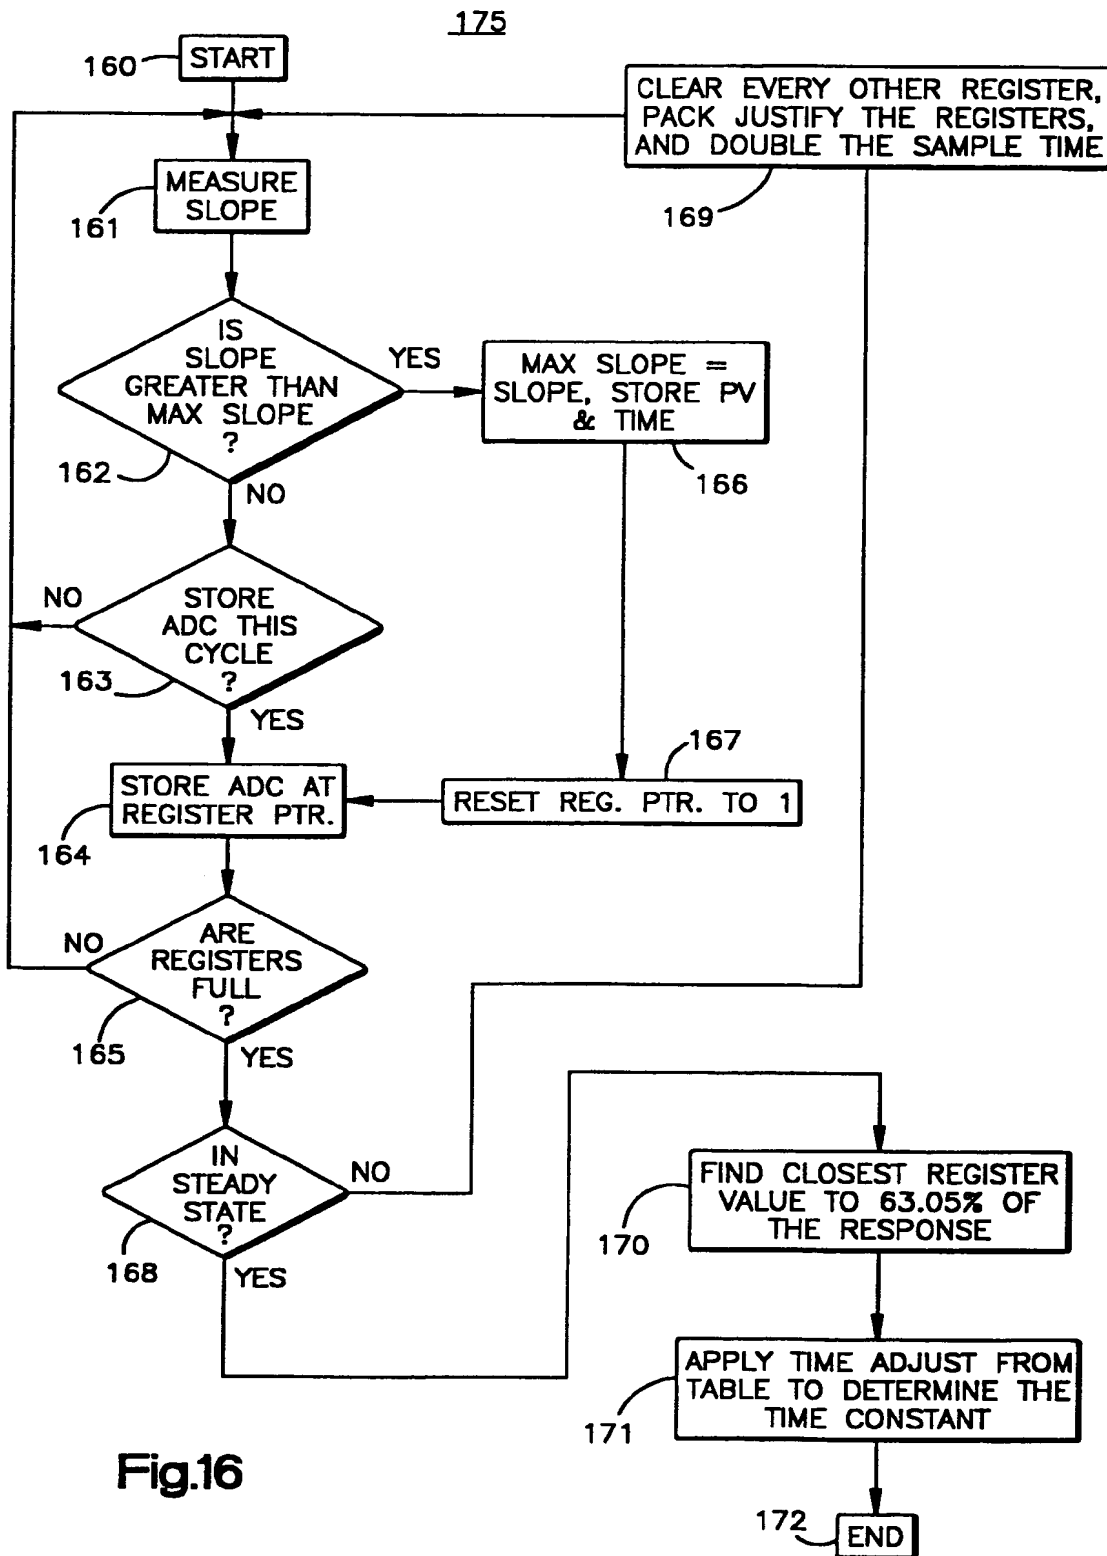 175
160
START
CLEAR EVERY OTHER REGISTER,
PACK JUSTIFY THE REGISTERS,
AND DOUBLE THE SAMPLE TIME
169
MEASURE
SLOPE
161
IS
SLOPE
GREATER THAN
MAX SLOPE
?
162
YES
NO
MAX SLOPE =
SLOPE, STORE PV
& TIME
166
STORE
ADC THIS
CYCLE
?
163
NO
YES
167
RESET REG. PTR. TO 1
STORE ADC AT
REGISTER PTR.
164
ARE
REGISTERS
FULL
?
165
NO
YES
IN
STEADY
STATE
?
168
NO
YES
FIND CLOSEST REGISTER
VALUE TO 63.05% OF
THE RESPONSE
170
APPLY TIME ADJUST FROM
TABLE TO DETERMINE THE
TIME CONSTANT
171
172
END
Fig.16